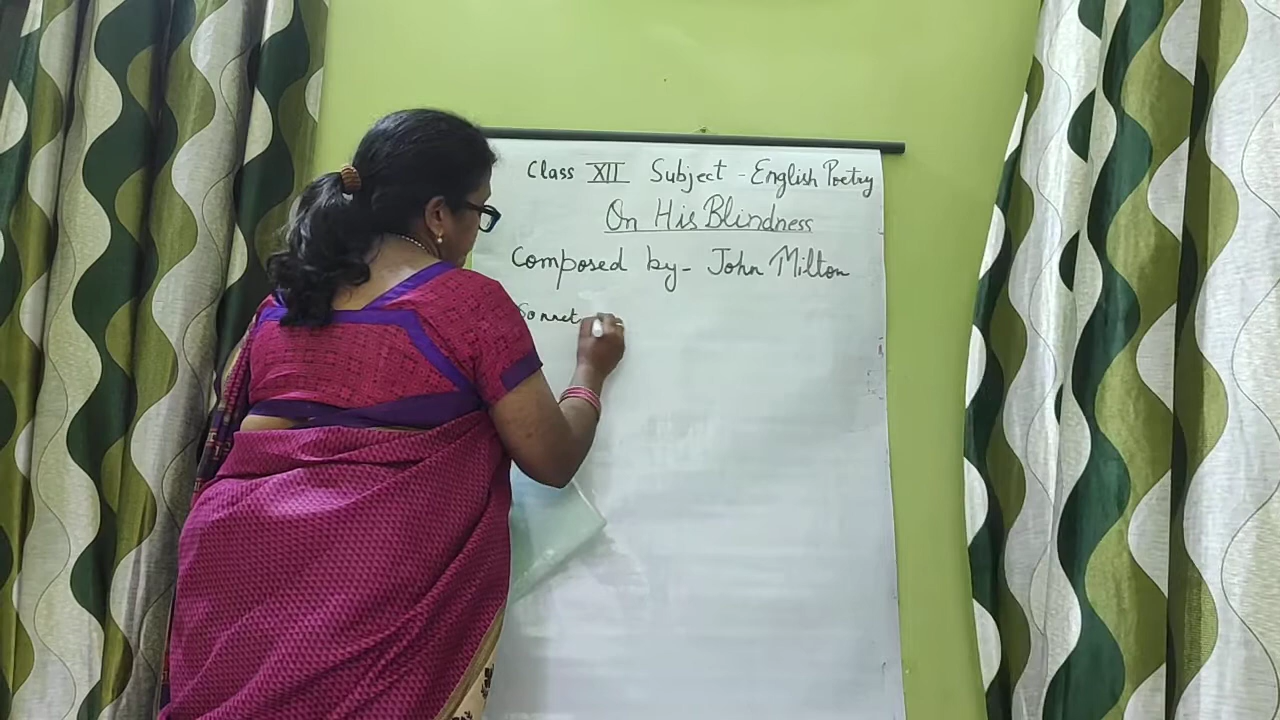 Class XII Subject - English Poetry
On His Blindness
Composed by - John Milton
Sonnet